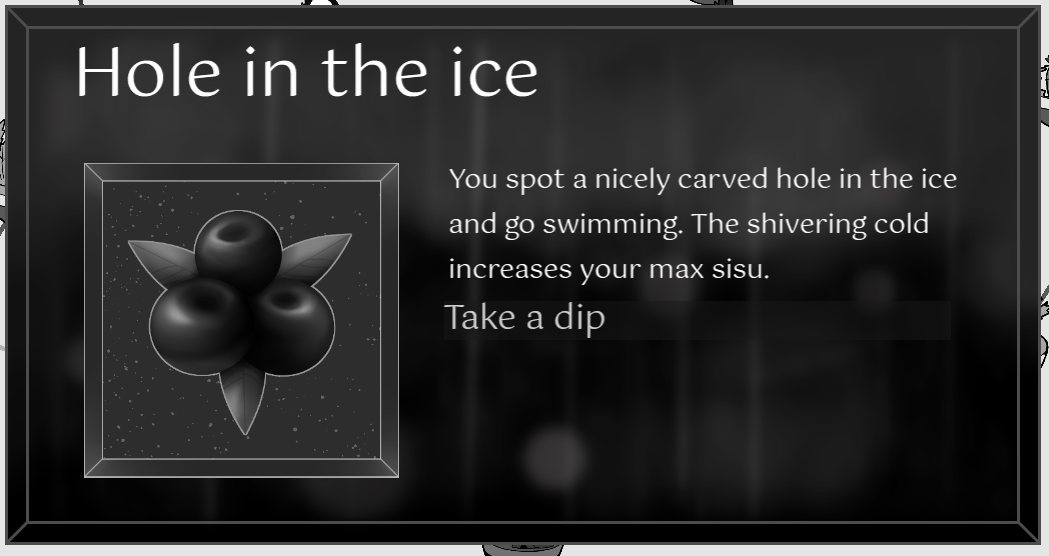 Hole in the ice
You spot a nicely carved hole in the ice
and go swimming. The shivering cold
increases your max sisu.
Take a dip